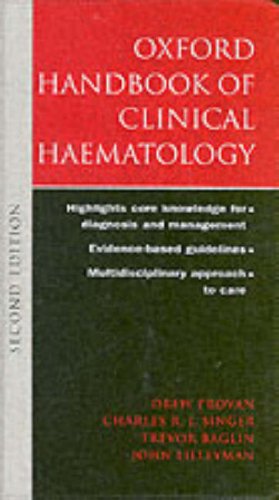 OXFORD
HANDBOOK OF
CLINICAL
HAEMATOLOGY
Highlights core knowledge for
diagnosis and management
Evidence-based guidelines
Multidisciplinary approach
to care
DREW PROVAN
CHARLES R. J. SINGER
TREVOR BAGLIN
JOHN LILLEYMAN
SECOND EDITION